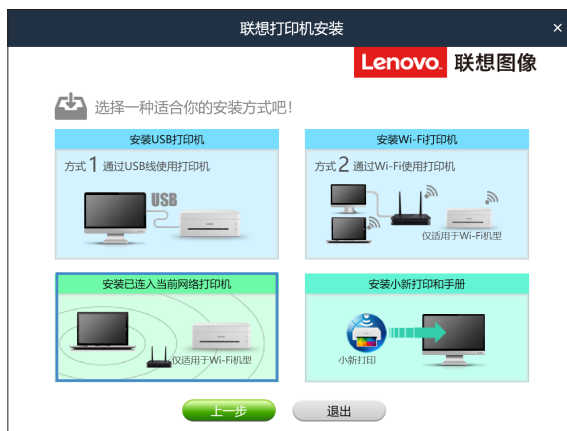 联想打印机安装 ×
Lenovo. 联想图像
选择一种适合你的安装方式吧!
安装USB打印机
方式 1 通过USB线使用打印机
USB
安装Wi-Fi打印机
方式 2 通过Wi-Fi使用打印机
仅适用于Wi-Fi机型
安装已连入当前网络打印机
仅适用于Wi-Fi机型
安装小新打印和手册
小新打印
上一步
退出